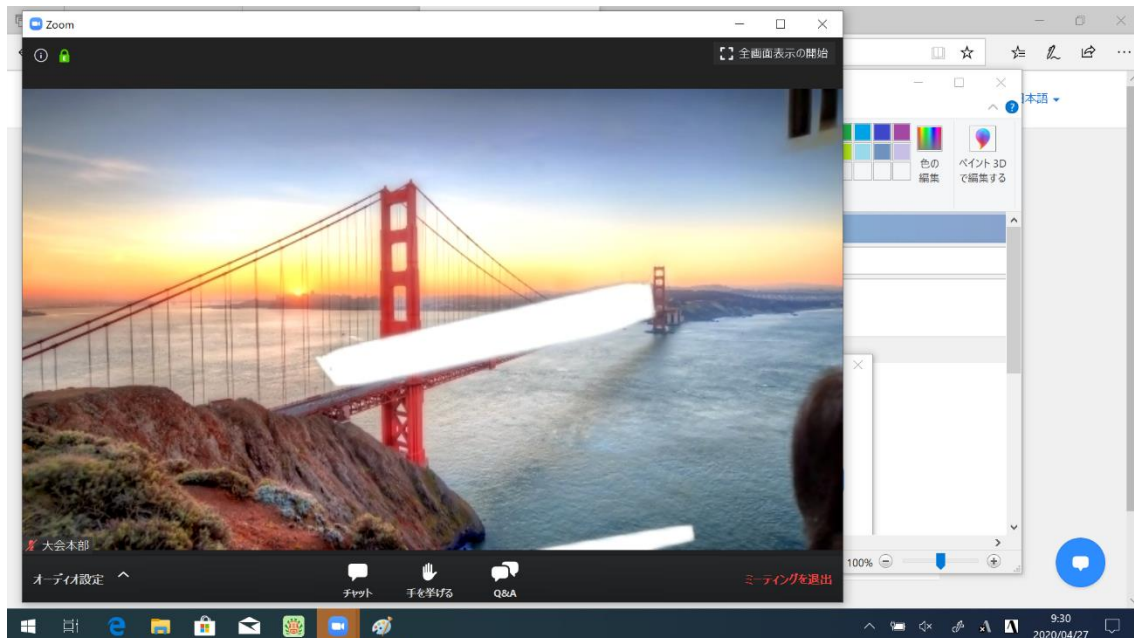 Zoom
全画面表示の開始
本語
色の
編集
ペイント 3D
で編集する
大会本部
オーディオ設定
チャット
手を挙げる
Q&A
ミーティングを退出
100%
9:30
2020/04/27